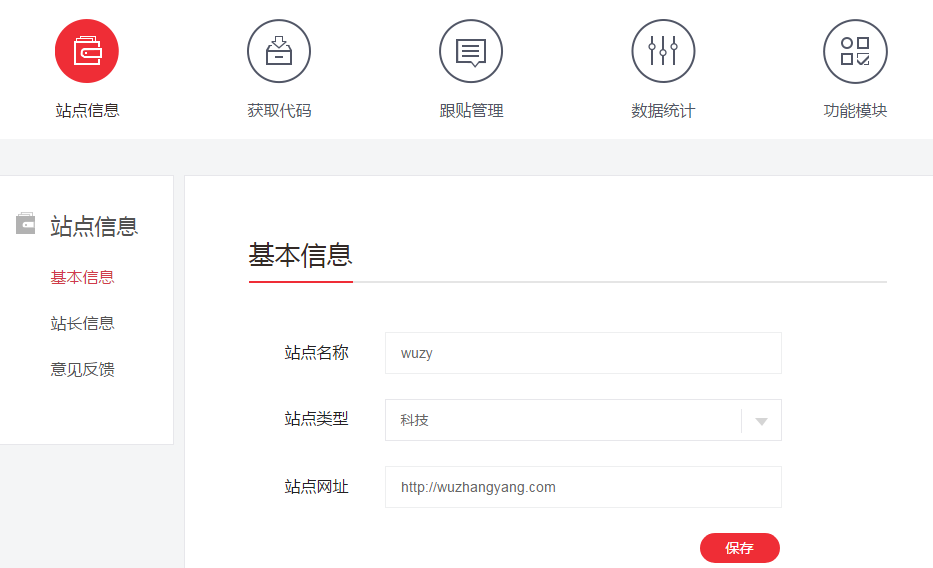 站点信息 获取代码 跟贴管理 数据统计 功能模块
站点信息
基本信息
站长信息
意见反馈
基本信息
站点名称 wuzy
站点类型 科技
站点网址 http://wuzhangyang.com
保存